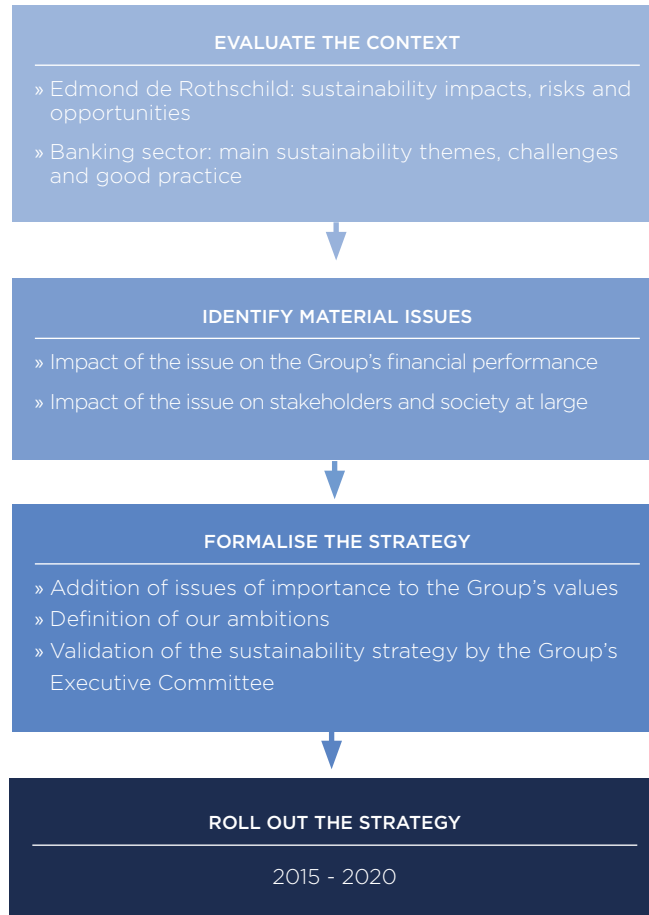 EVALUATE THE CONTEXT
» Edmond de Rothschild: sustainability impacts, risks and
opportunities
» Banking sector: main sustainability themes, challenges
and good practice
IDENTIFY MATERIAL ISSUES
» Impact of the issue on the Group's financial performance
» Impact of the issue on stakeholders and society at large
FORMALISE THE STRATEGY
» Addition of issues of importance to the Group's values
» Definition of our ambitions
» Validation of the sustainability strategy by the Group's
Executive Committee
ROLL OUT THE STRATEGY
2015 - 2020